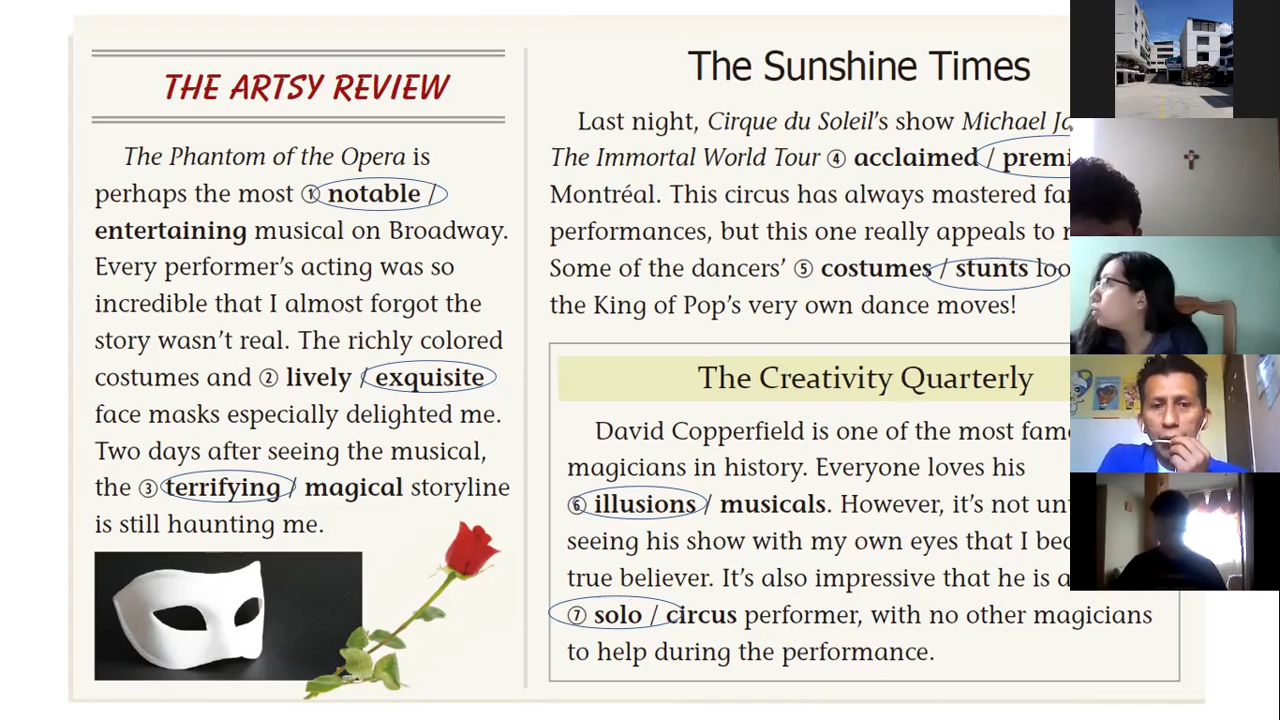 THE ARTSY REVIEW
The Phantom of the Opera is
perhaps the most ① notable /
entertaining musical on Broadway.
Every performer's acting was so
incredible that I almost forgot the
story wasn't real. The richly colored
costumes and ② lively / exquisite
face masks especially delighted me.
Two days after seeing the musical,
the ③ terrifying / magical storyline
is still haunting me.
The Sunshine Times
Last night, Cirque du Soleil's show Michael
The Immortal World Tour ④ acclaimed /
Montréal. This circus has always mastered
performances, but this one really appeals to
Some of the dancers' ⑤ costumes / stunts
the King of Pop's very own dance moves!
The Creativity Quarterly
David Copperfield is one of the most
magicians in history. Everyone loves his
⑥ illusions / musicals. However, it's not
seeing his show with my own eyes that I
true believer. It's also impressive that he is
⑦ solo / circus performer, with no other magicians
to help during the performance.